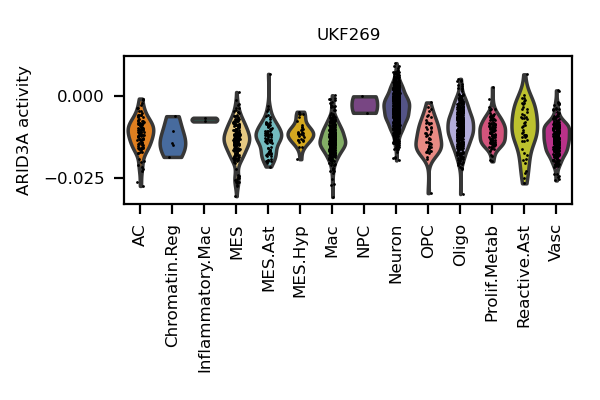 UKF269
ARID3A activity
0.000
−0.025
AC
Chromatin.Reg
Inflammatory.Mac
MES
MES.Ast
MES.Hyp
Mac
NPC
Neuron
OPC
Oligo
Prolif.Metab
Reactive.Ast
Vasc